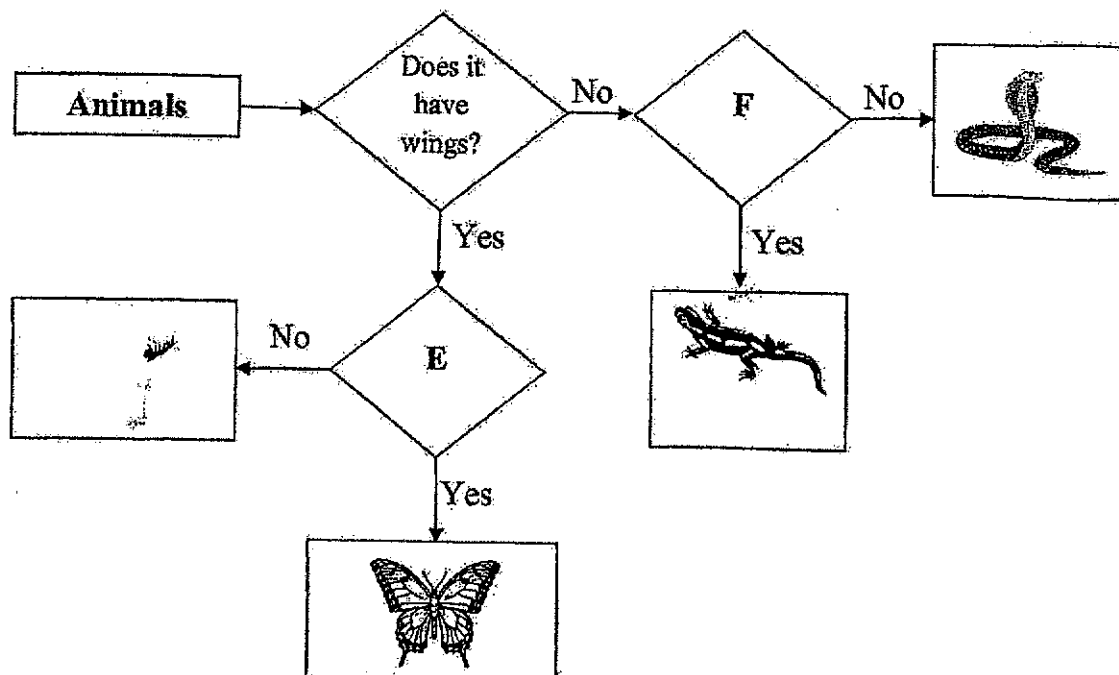 Animals
Does it
have
wings?
No
F
No
Yes
Yes
No
E
Yes